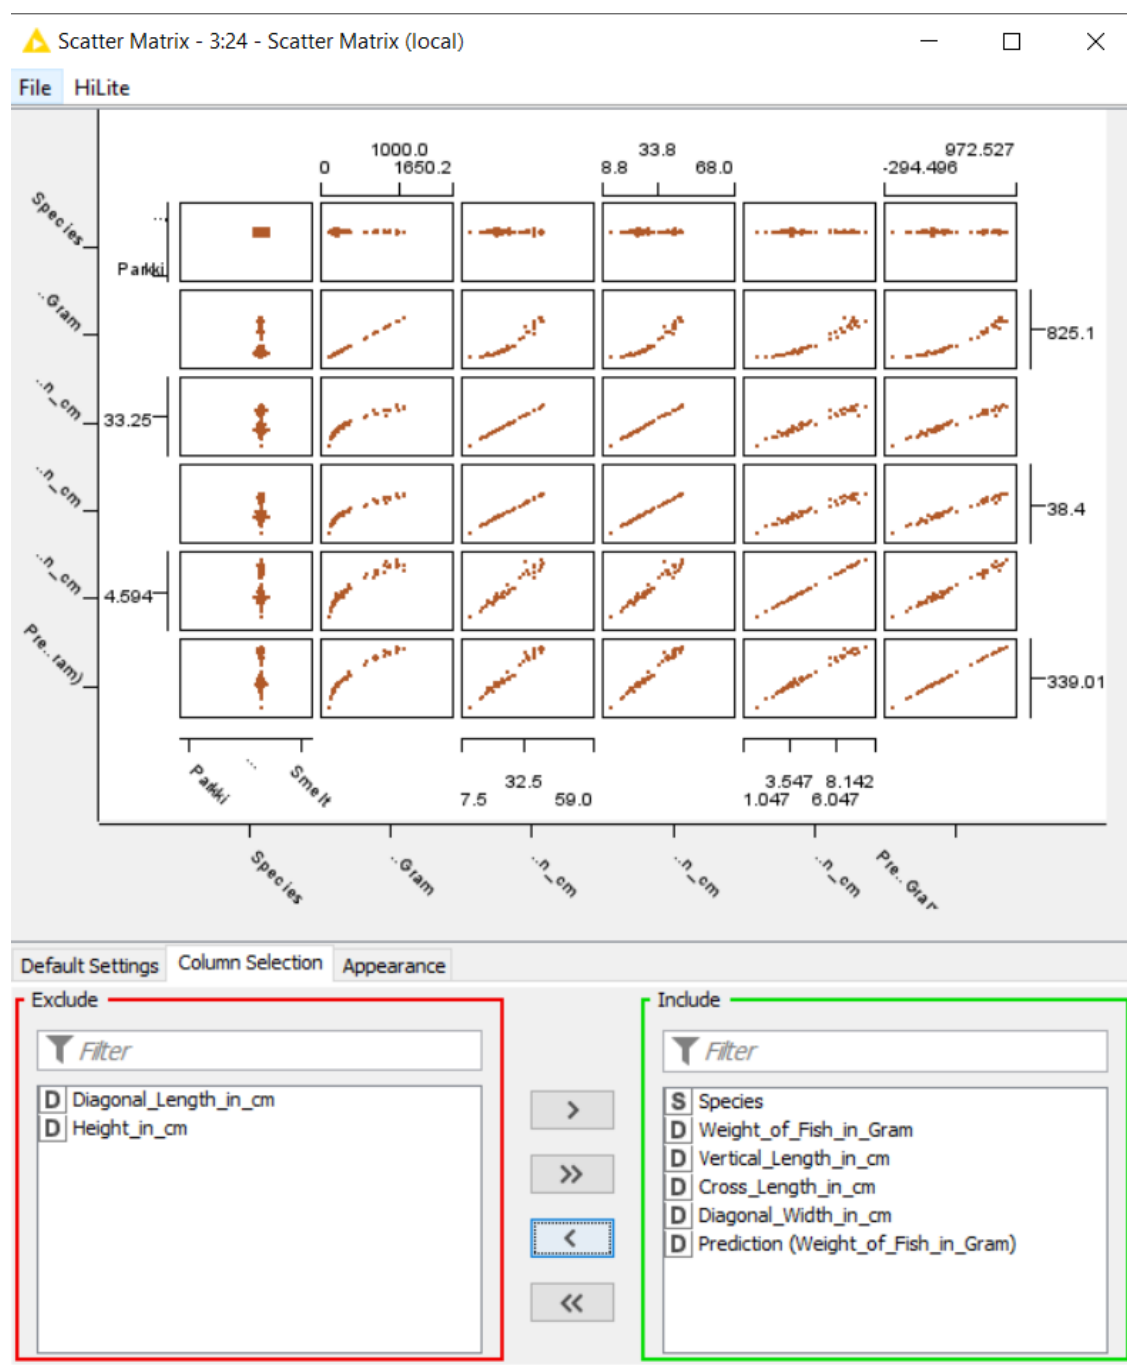 Scatter Matrix - 3:24 - Scatter Matrix (local)
File HiLite
1000.0 33.8 972.527
0 1650.2 8.8 68.0 -294.496
Species
...
Parkki
..Gram
825.1
..n_cm
33.25
..n_cm
38.4
..n_cm
4.594
Pre..ram)
339.01
Parkki ... Smelt
32.5 3.547 8.142
7.5 59.0 1.047 6.047
Species ..Gram ..n_cm ..n_cm ..n_cm Pre..Gram
Default Settings Column Selection Appearance
Exclude Include
Filter Filter
D Diagonal_Length_in_cm
D Height_in_cm
>
>>
<
<<
S Species
D Weight_of_Fish_in_Gram
D Vertical_Length_in_cm
D Cross_Length_in_cm
D Diagonal_Width_in_cm
D Prediction (Weight_of_Fish_in_Gram)